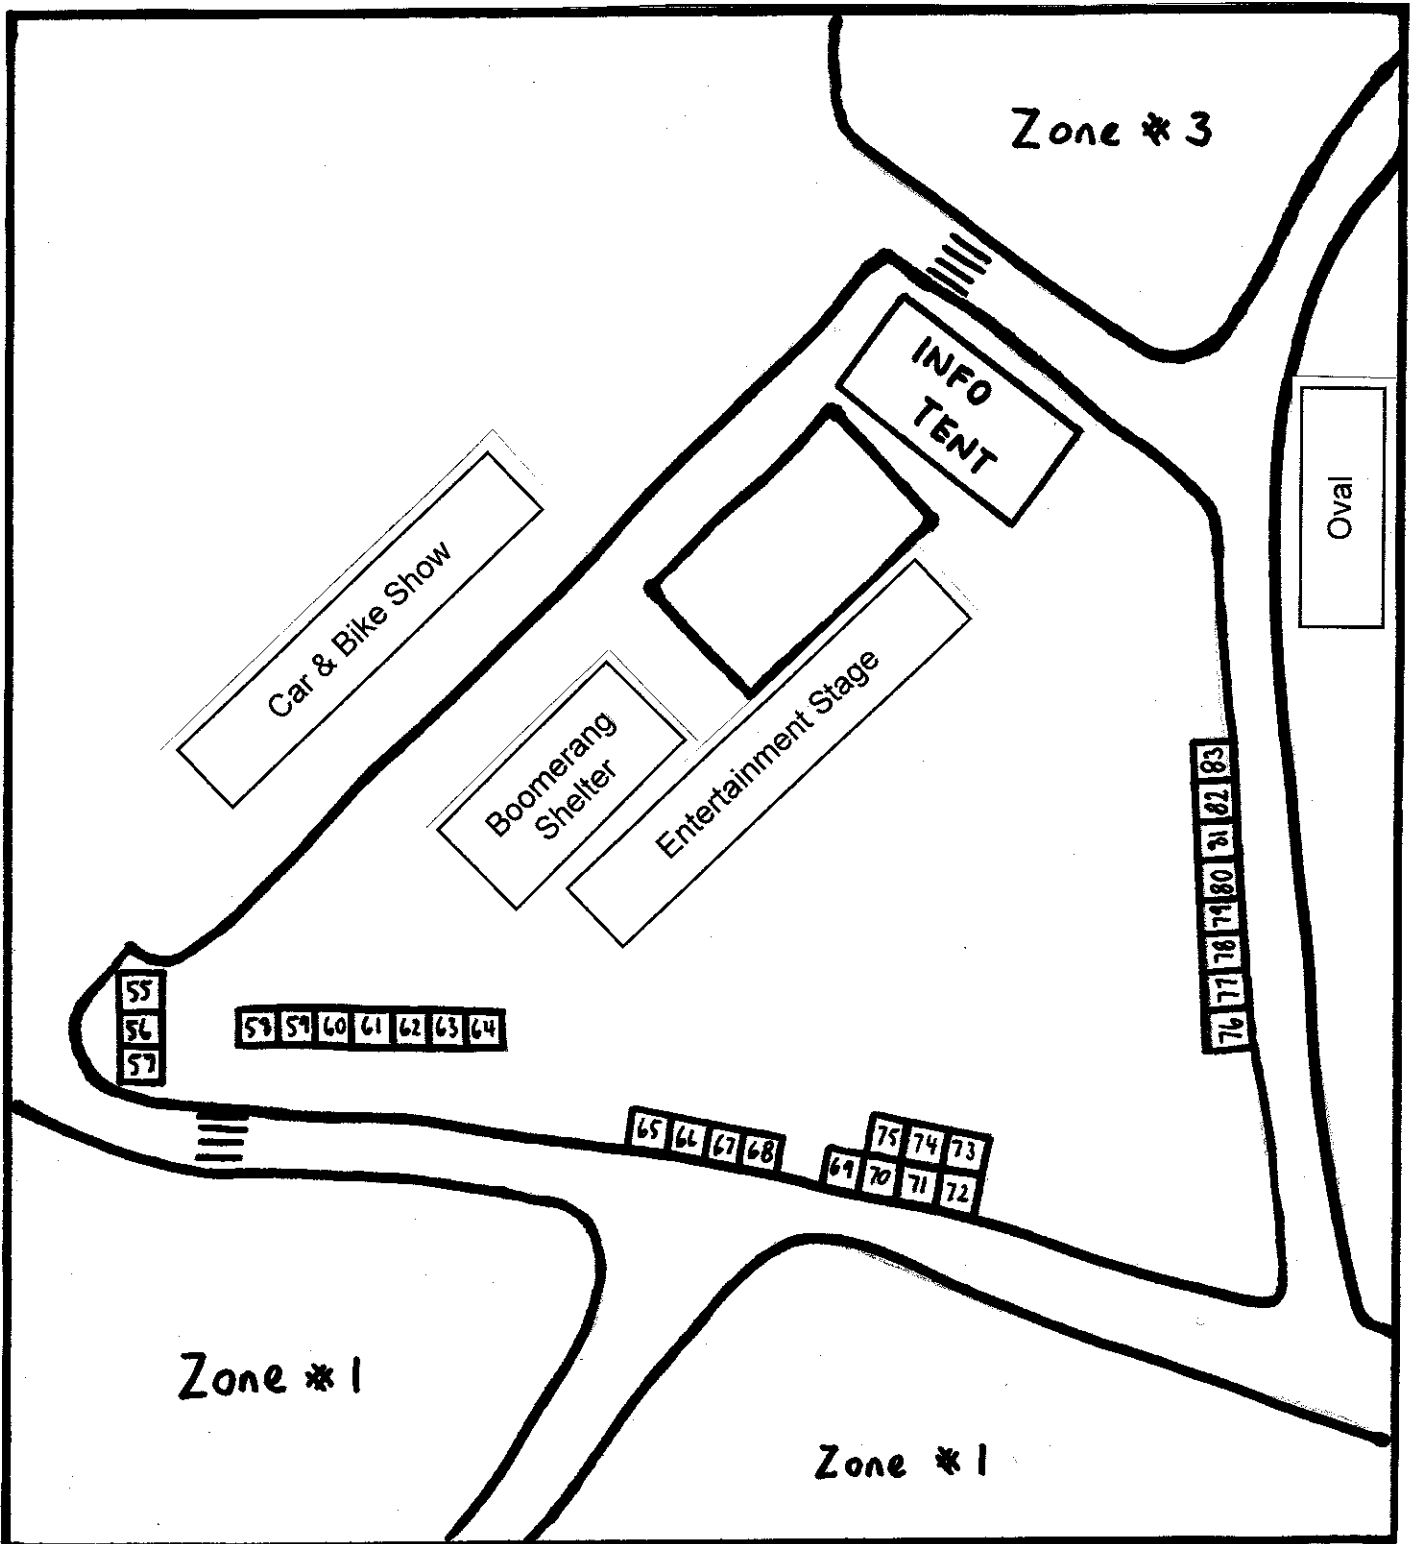 Zone # 3
INFO
TENT
Oval
Car & Bike Show
Boomerang
Shelter
Entertainment Stage
83
82
81
80
79
78
77
76
55
56
57
58 59 60 61 62 63 64
65 66 67 68
75 74 73
69 70 71 72
Zone # 1
Zone # 1